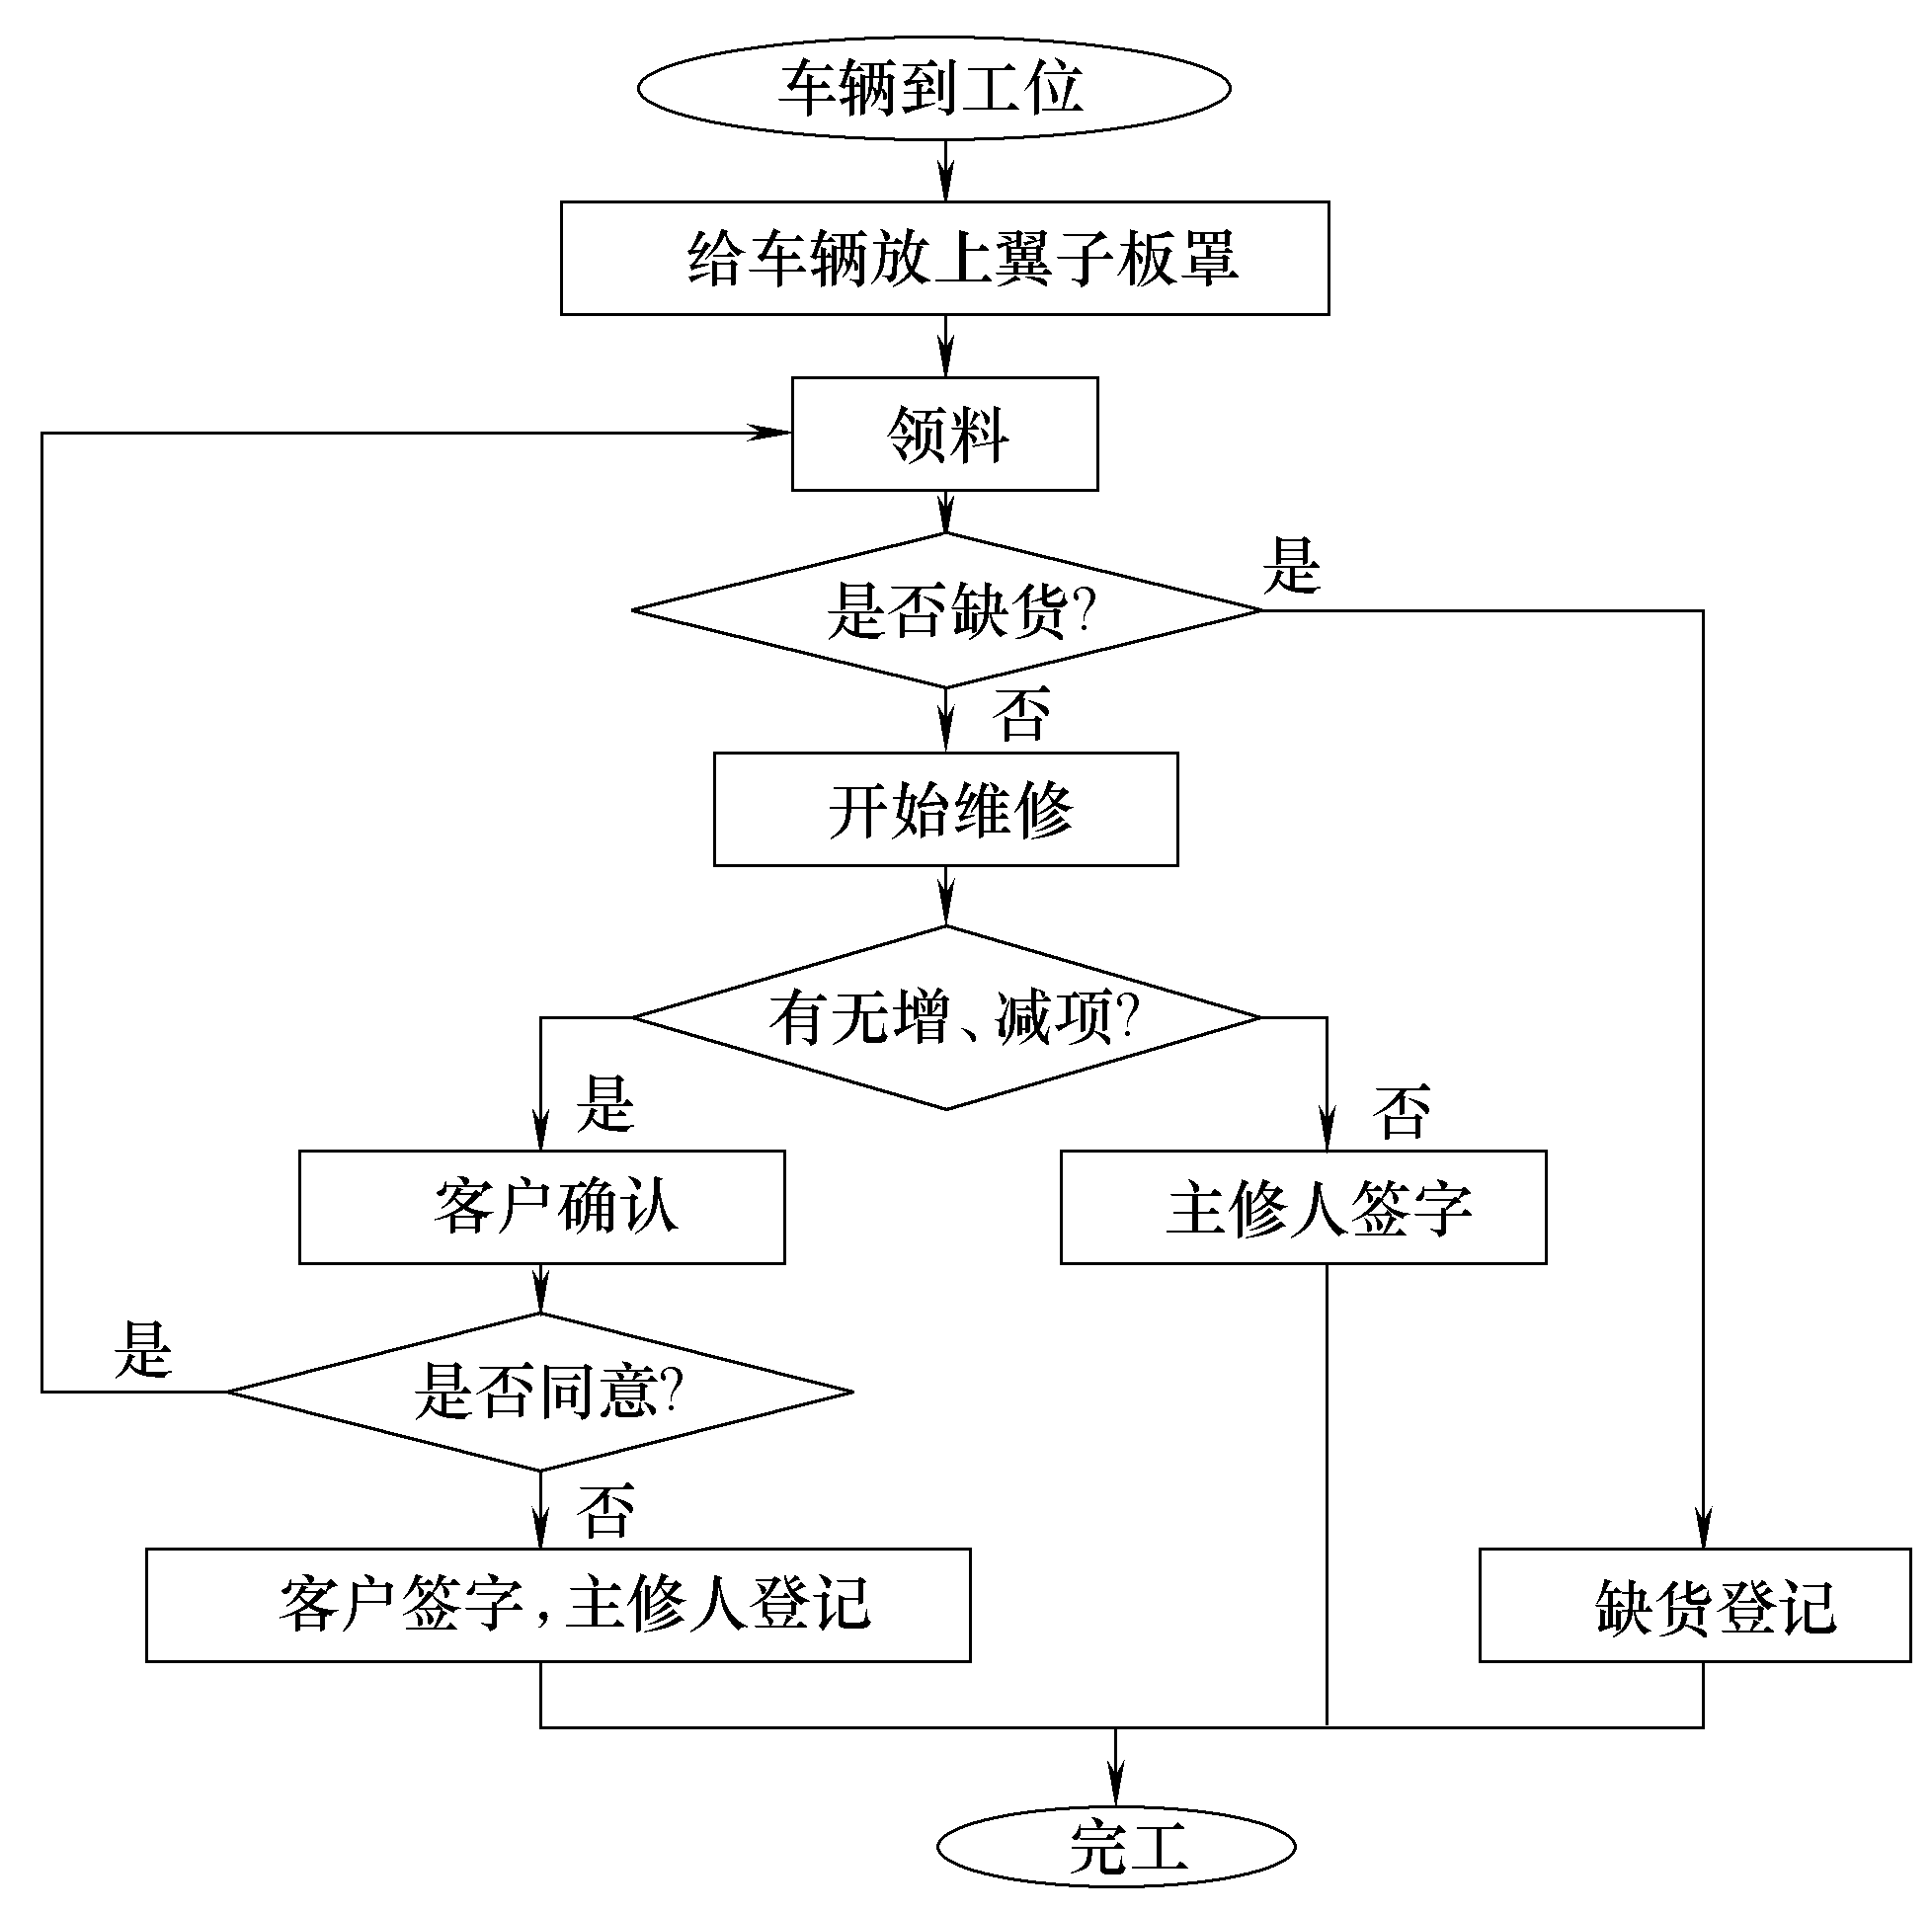 车辆到工位
给车辆放上翼子板罩
领料
是否缺货?
是
否
开始维修
有无增、减项?
是
否
客户确认
主修人签字
是
是否同意?
否
客户签字,主修人登记
缺货登记
完工